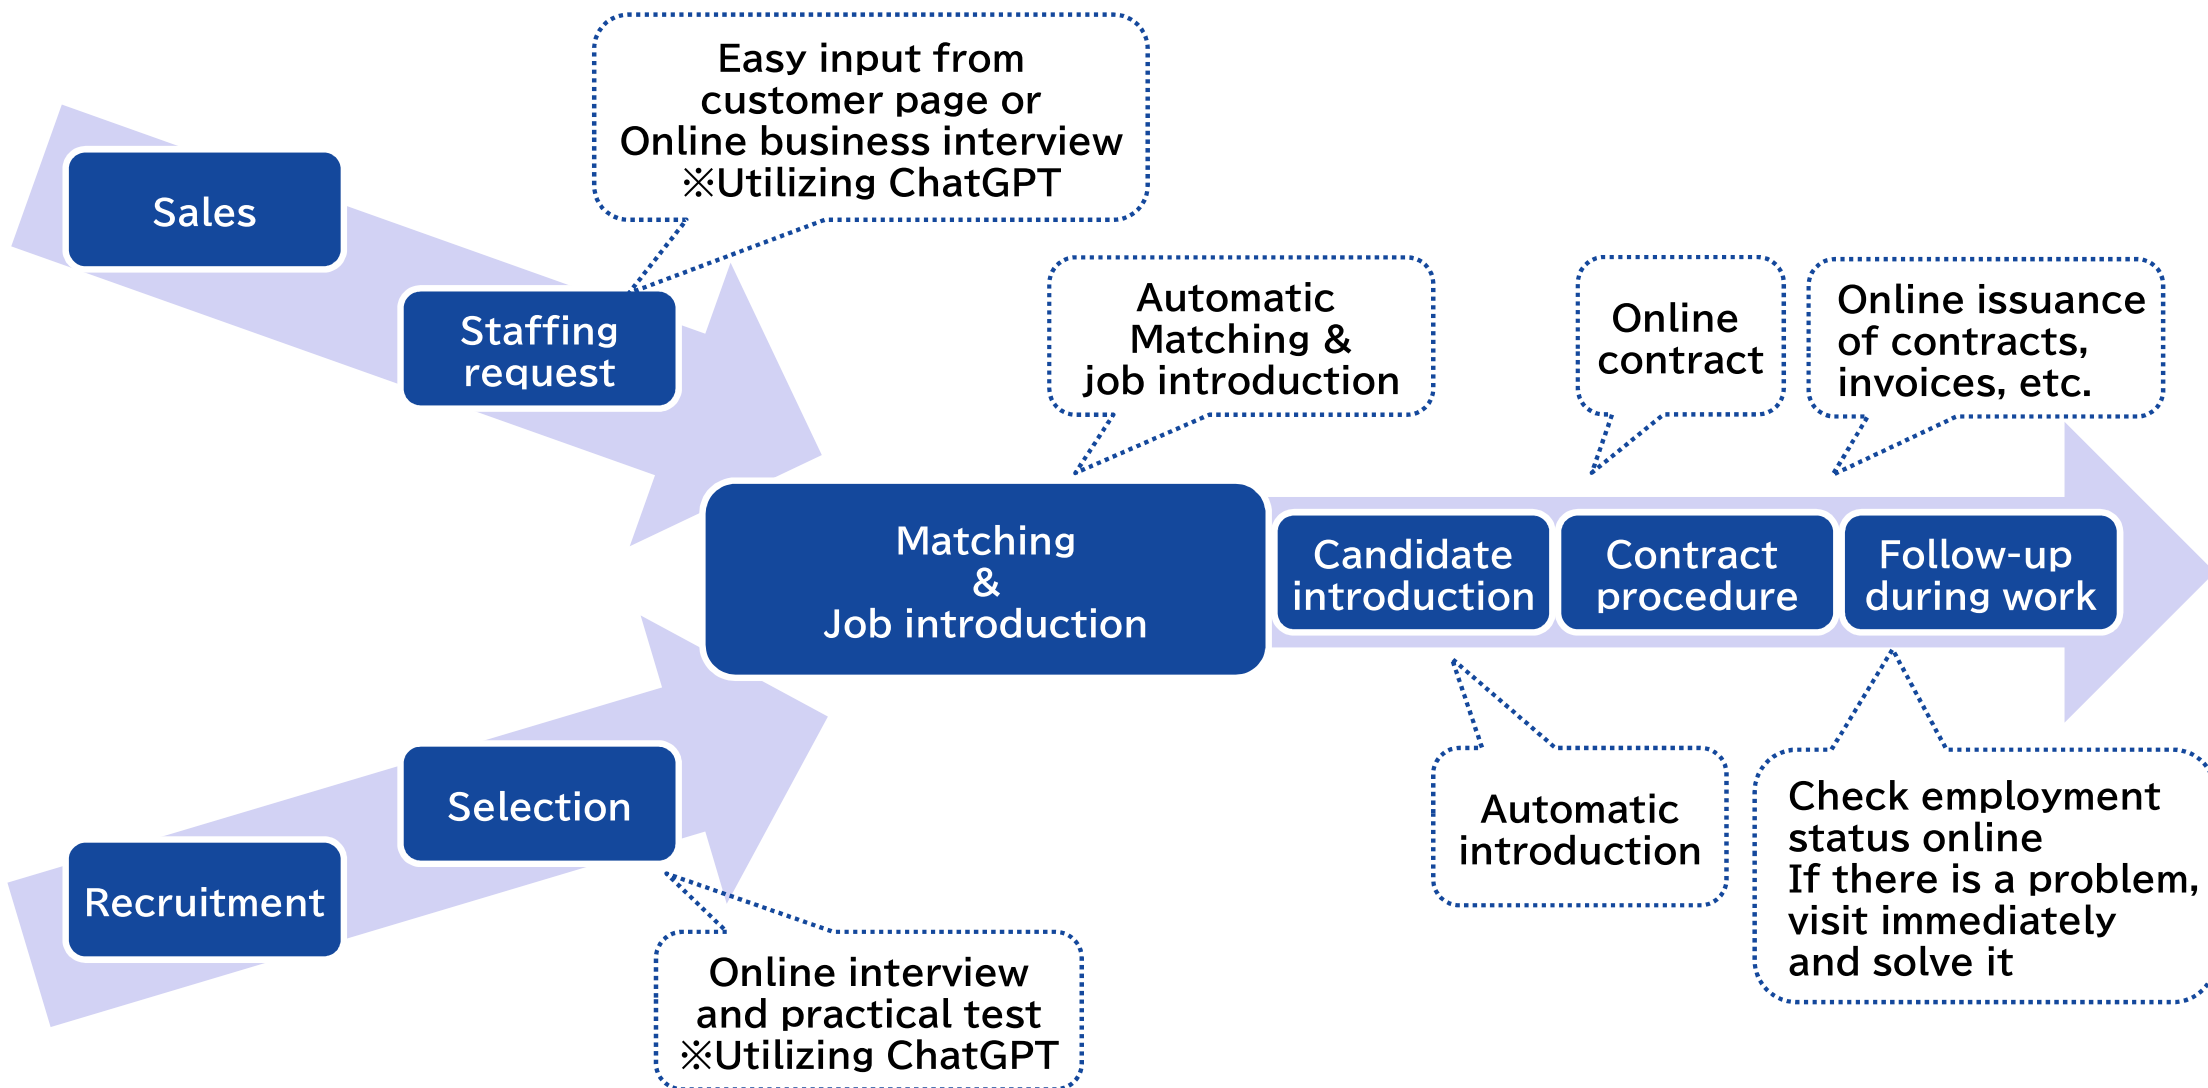 Easy input from
customer page or
Online business interview
※Utilizing ChatGPT
Sales
Staffing
request
Automatic
Matching &
job introduction
Online
contract
Online issuance
of contracts,
invoices, etc.
Matching
&
Job introduction
Candidate
introduction
Contract
procedure
Follow-up
during work
Selection
Recruitment
Online interview
and practical test
※Utilizing ChatGPT
Automatic
introduction
Check employment
status online
If there is a problem,
visit immediately
and solve it